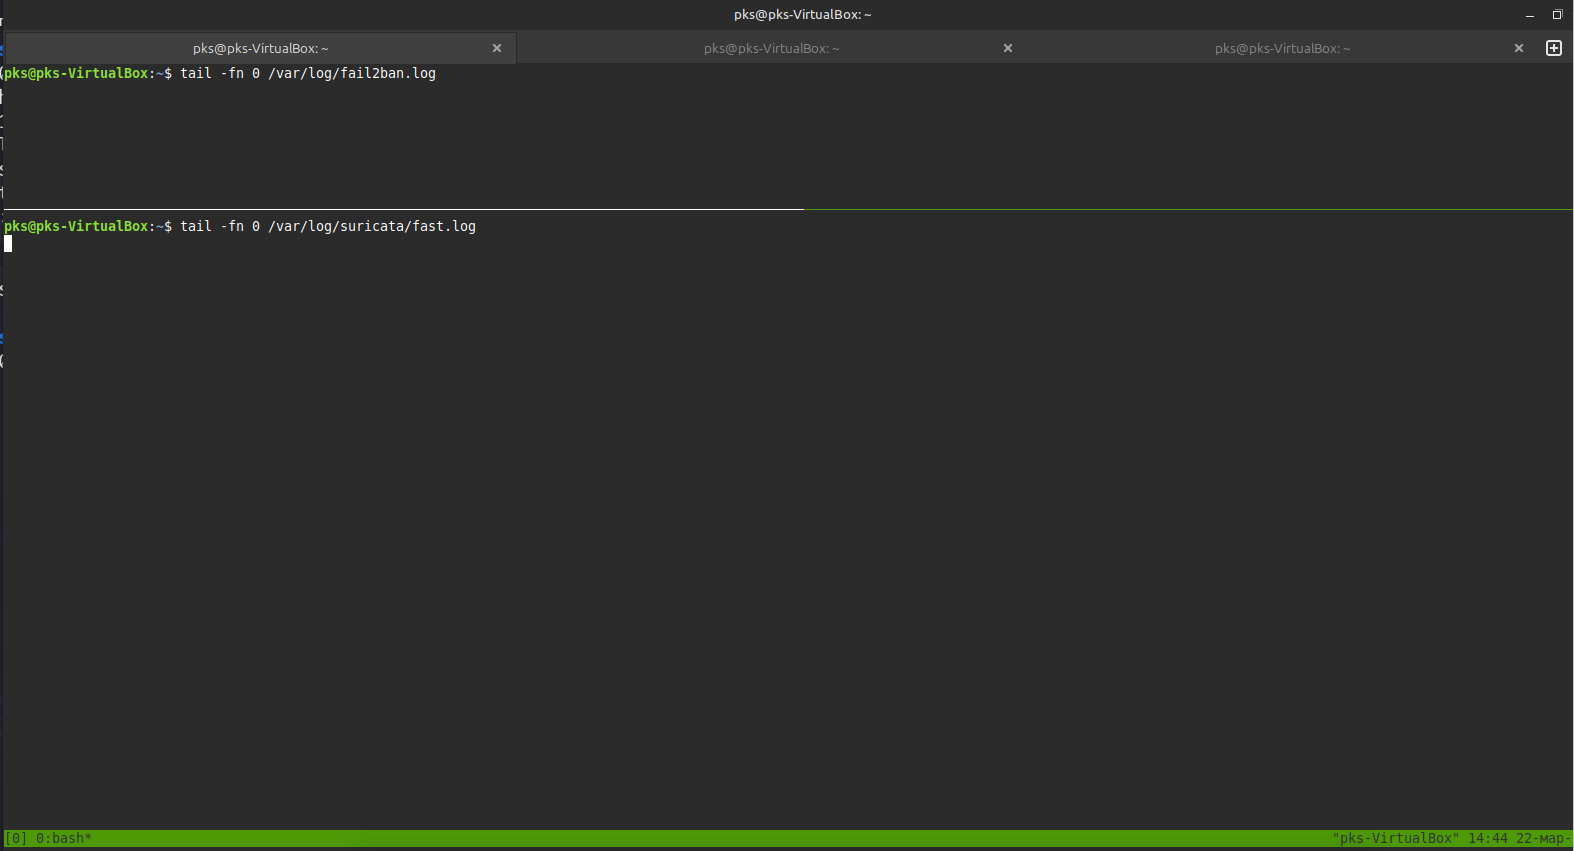 pks@pks-VirtualBox: ~
pks@pks-VirtualBox: ~ pks@pks-VirtualBox: ~ pks@pks-VirtualBox: ~
pks@pks-VirtualBox:~$ tail -fn 0 /var/log/fail2ban.log
pks@pks-VirtualBox:~$ tail -fn 0 /var/log/suricata/fast.log
[0] 0:bash* "pks-VirtualBox" 14:44 22-мар-